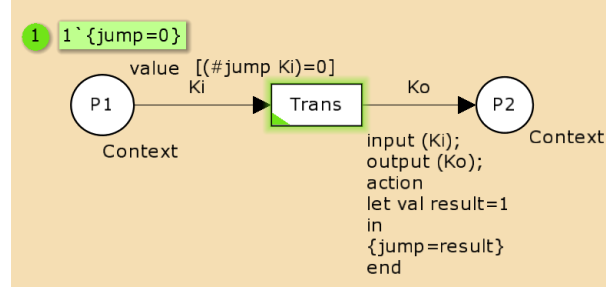 1
1`{jump=0}
value [(#jump Ki)=0]
Ki
Ko
P1
Trans
P2
Context
Context
input (Ki);
output (Ko);
action
let val result=1
in
{jump=result}
end